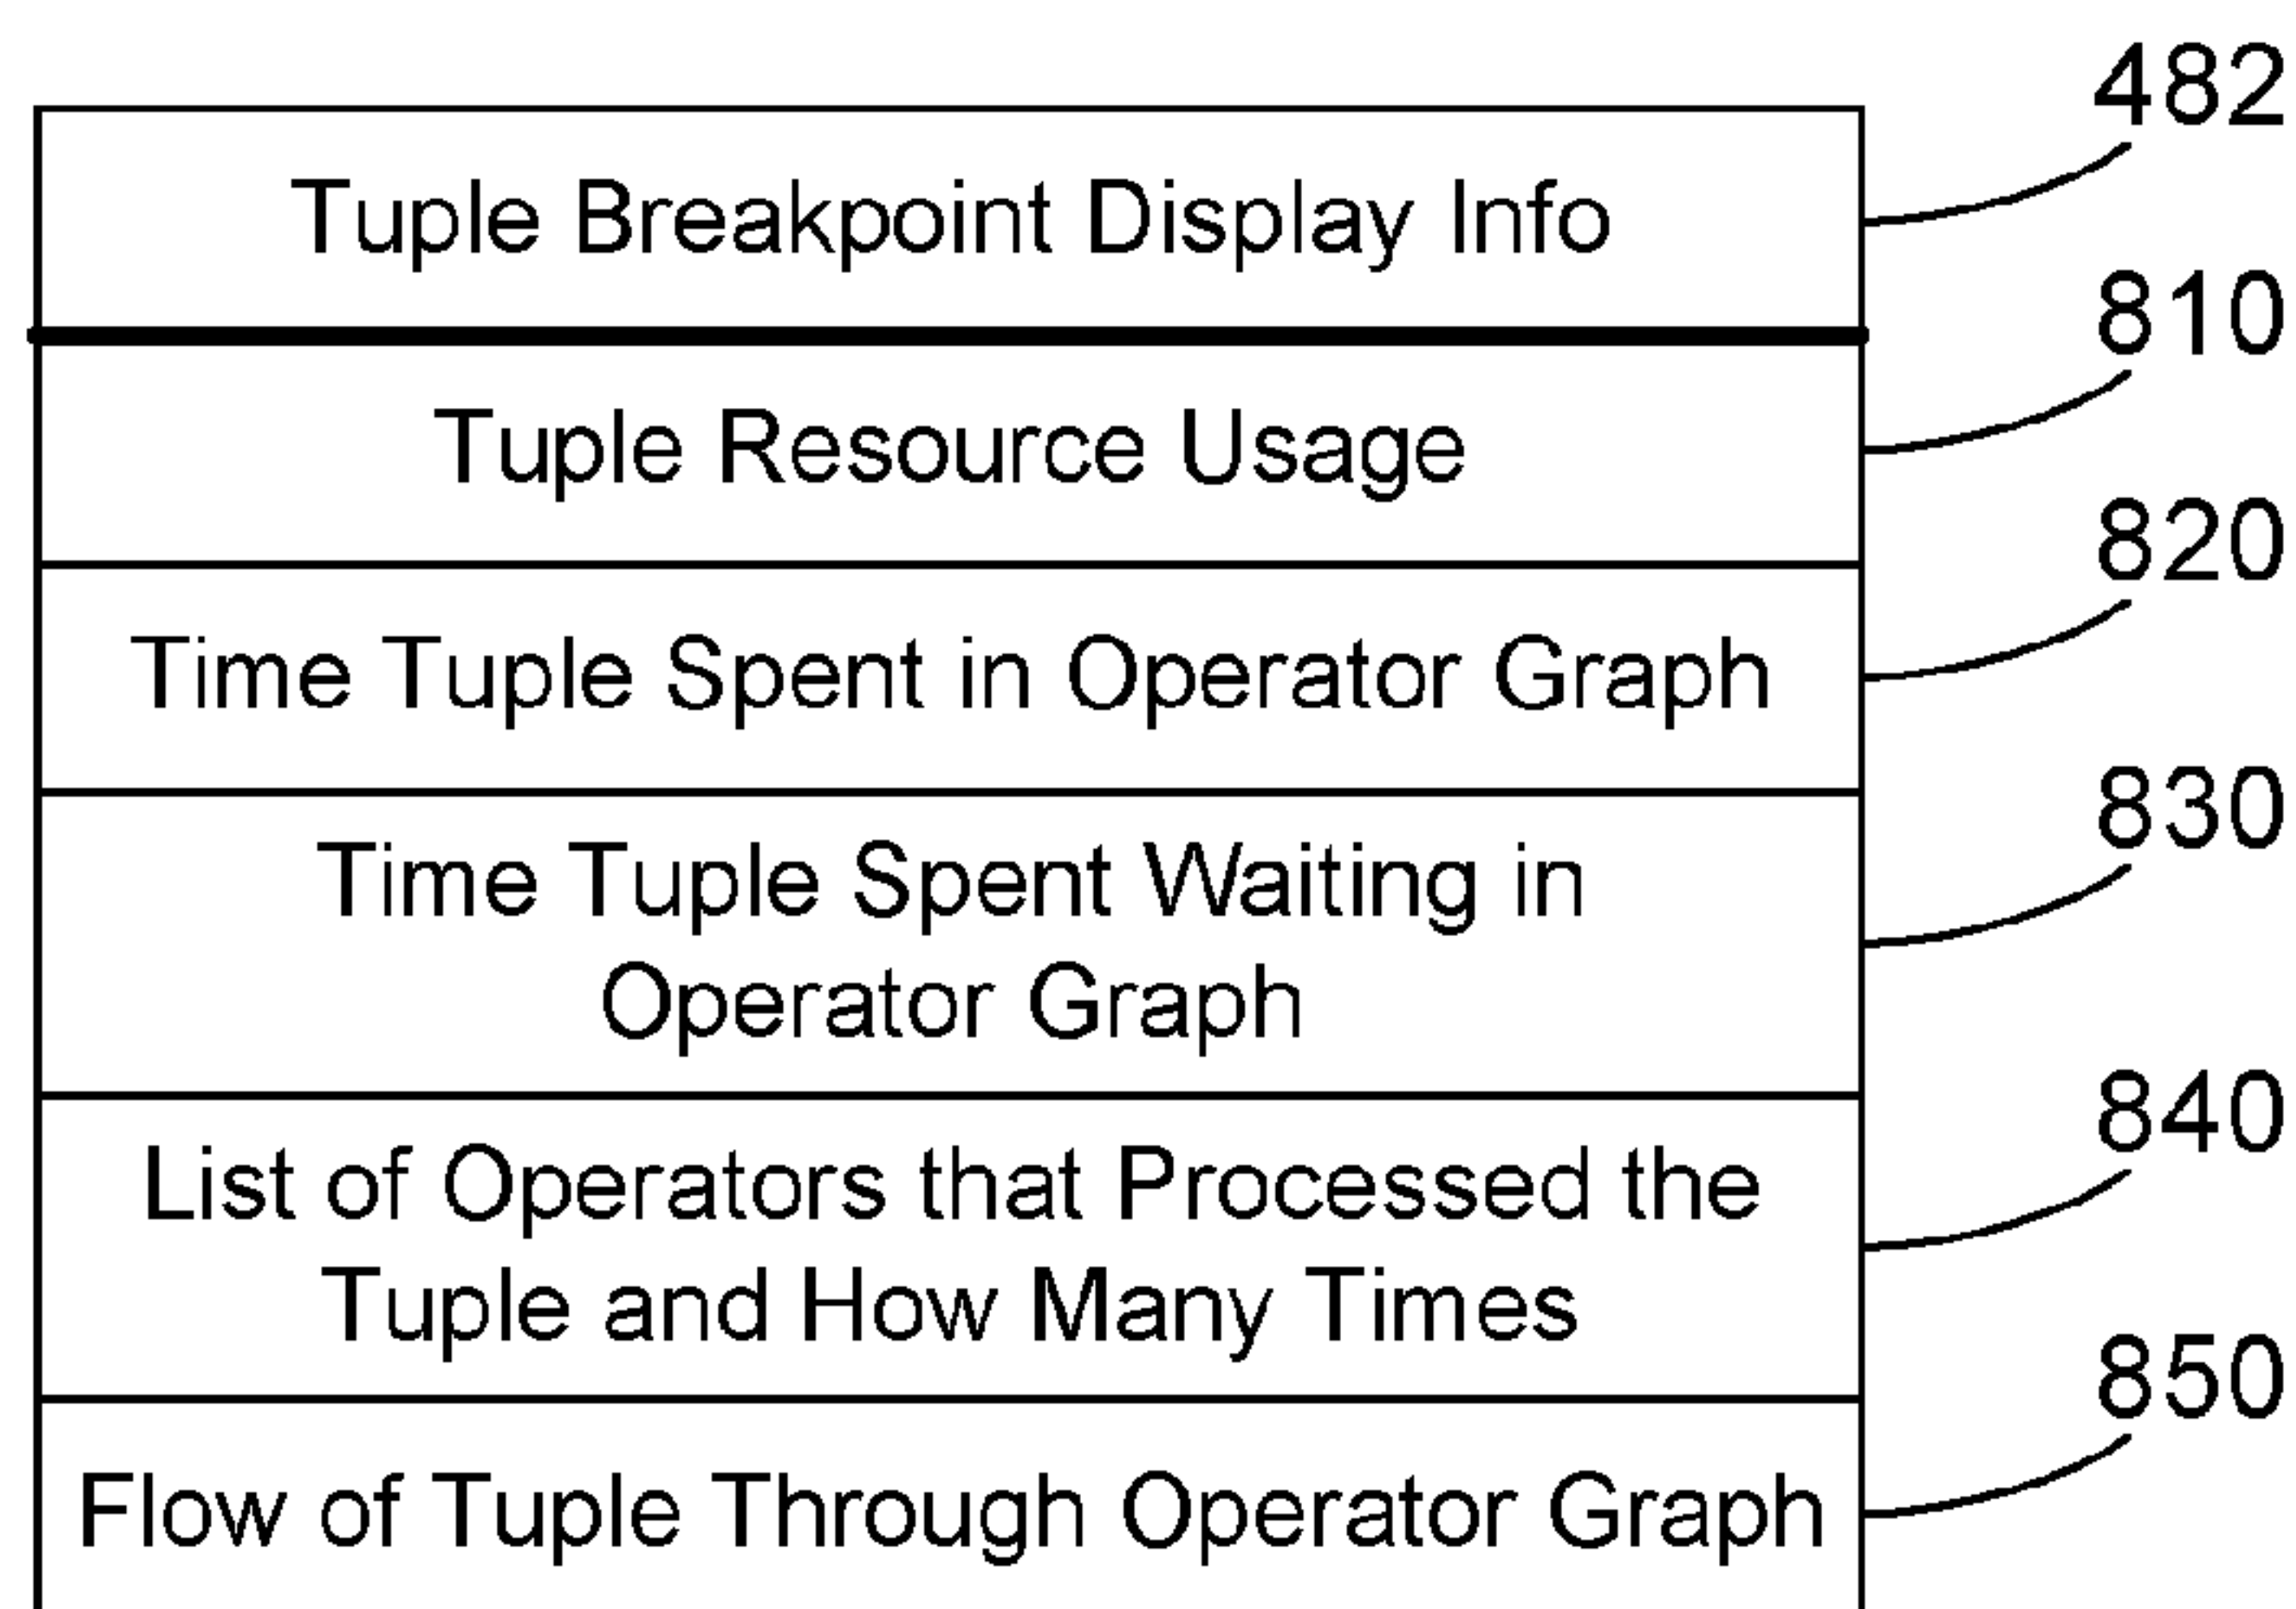 482
Tuple Breakpoint Display Info
810
Tuple Resource Usage
820
Time Tuple Spent in Operator Graph
830
Time Tuple Spent Waiting in
Operator Graph
840
List of Operators that Processed the
Tuple and How Many Times
850
Flow of Tuple Through Operator Graph